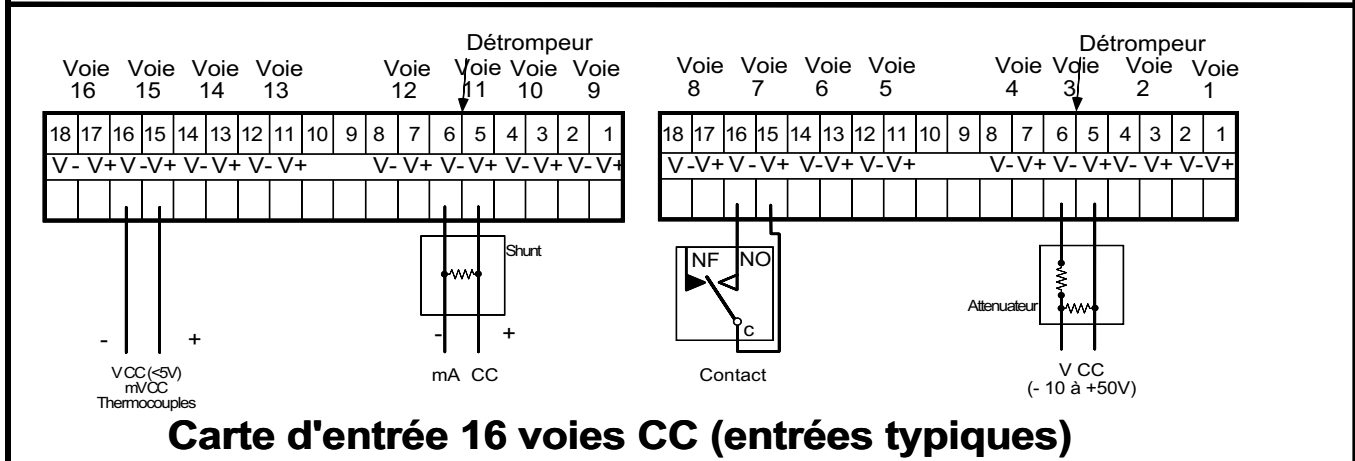 Détrompeur Détrompeur
Voie Voie Voie Voie Voie Voie Voie Voie Voie Voie Voie Voie Voie Voie Voie Voie
16 15 14 13 12 11 10 9 8 7 6 5 4 3 2 1
18 17 16 15 14 13 12 11 10 9 8 7 6 5 4 3 2 1 18 17 16 15 14 13 12 11 10 9 8 7 6 5 4 3 2 1
V- V+ V- V+ V- V+ V- V+ V- V+ V- V+ V- V+ V- V+ V- V+ V- V+ V- V+ V- V+ V- V+ V- V+ V- V+ V- V+
Shunt NF NO
Attenuateur
c
- + - +
V CC (<5V) mA CC Contact V CC
mVCC (- 10 à +50V)
Thermocouples
Carte d'entrée 16 voies CC (entrées typiques)